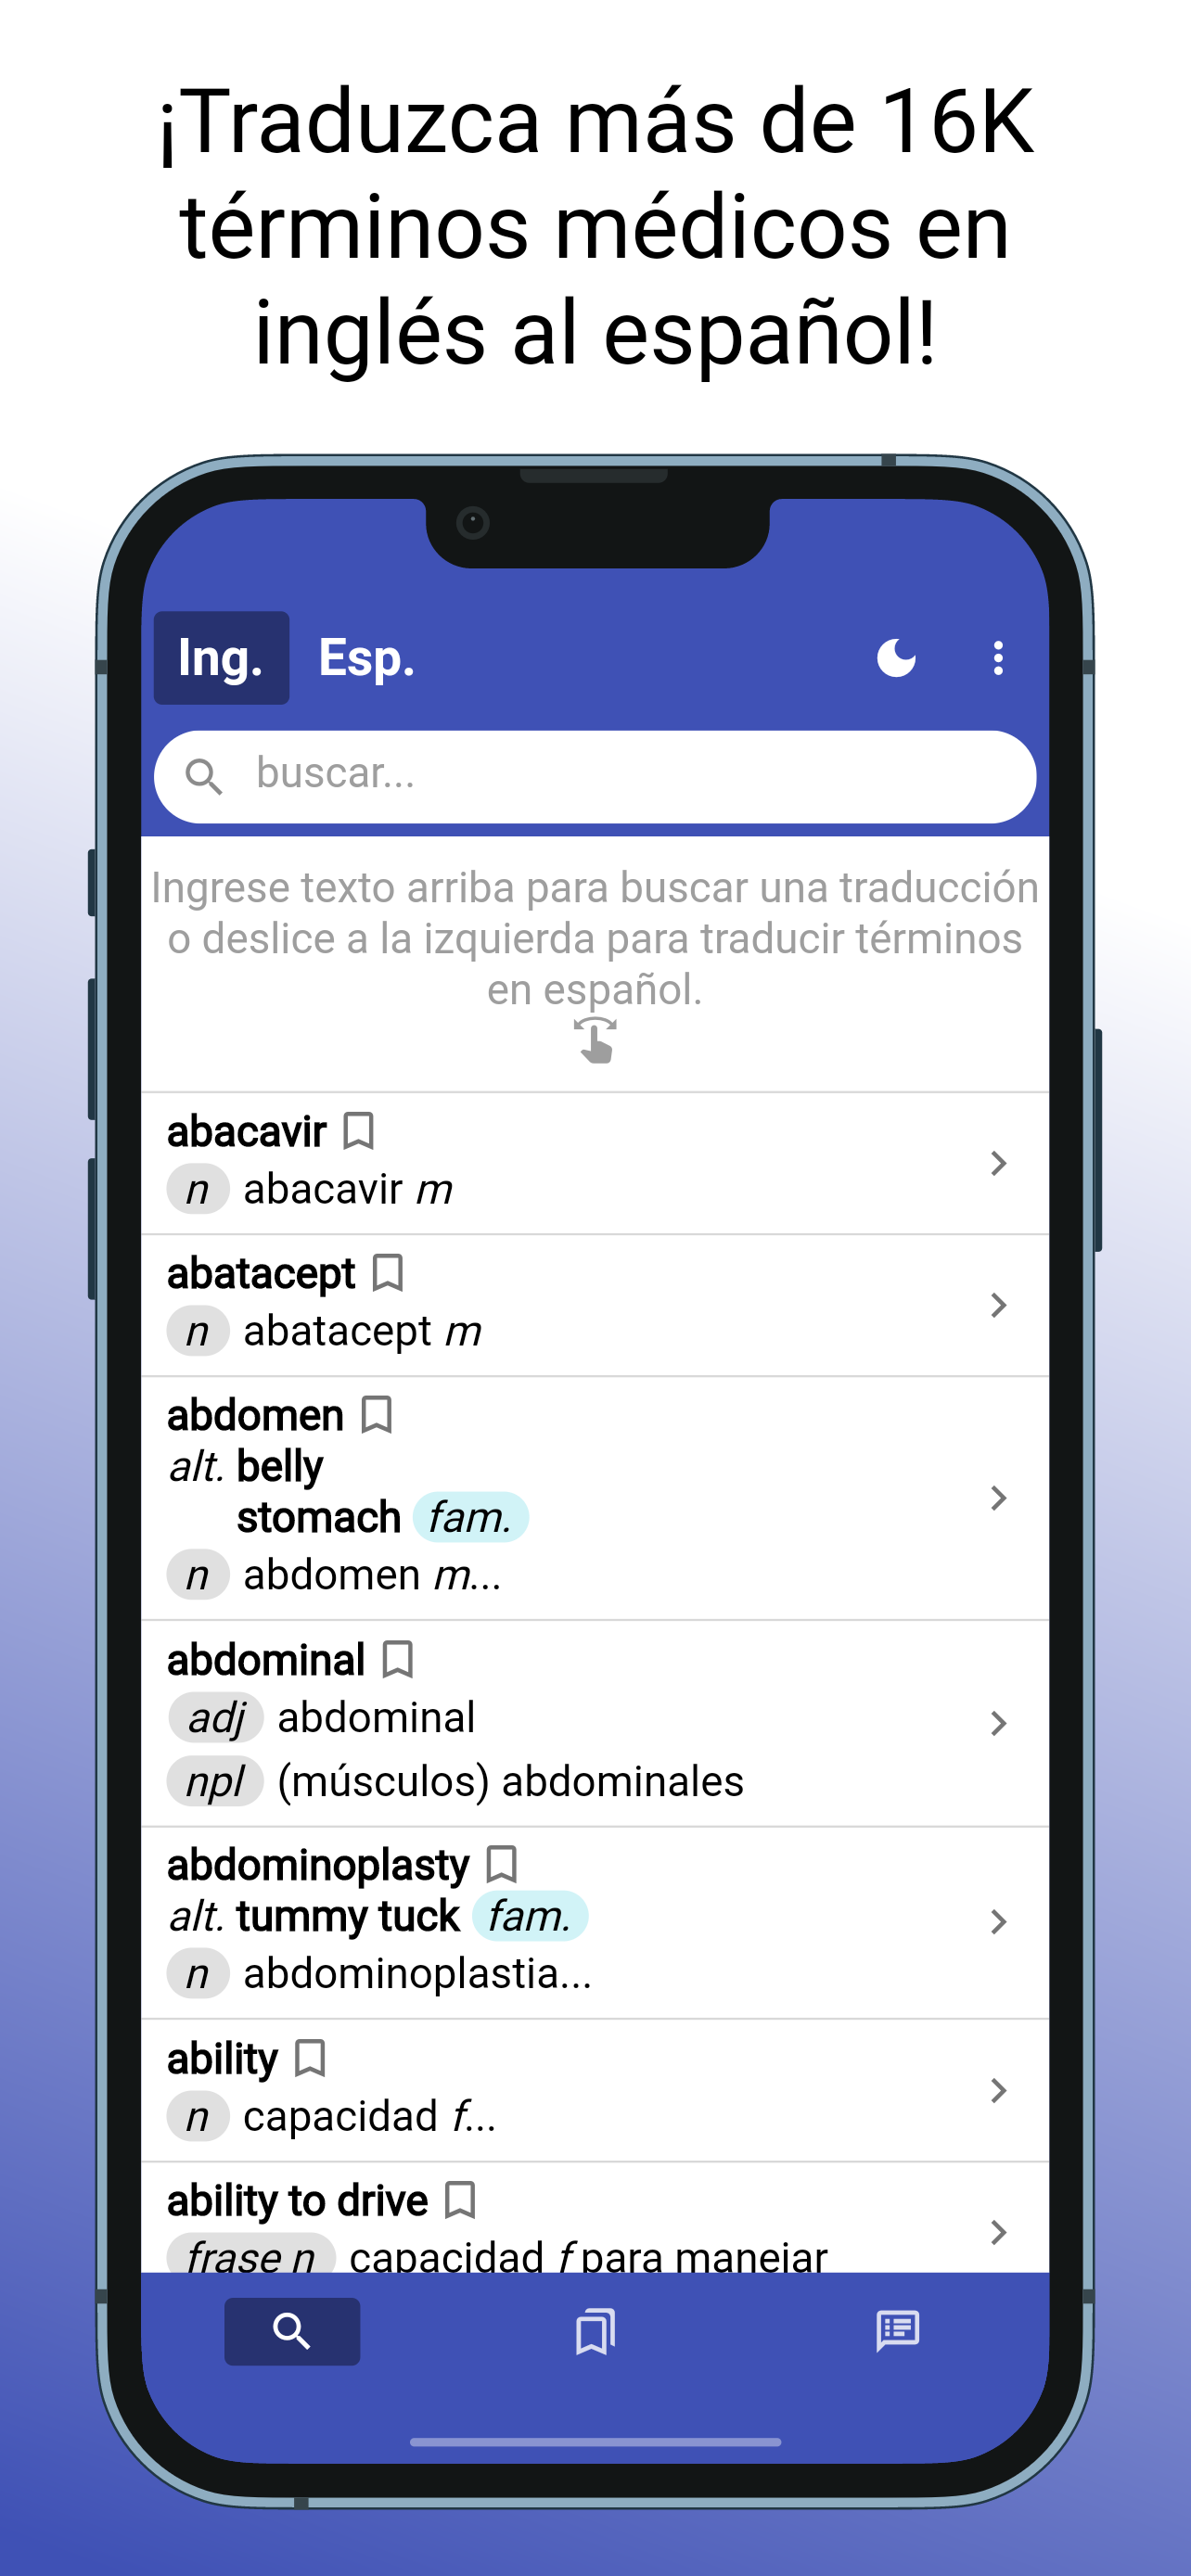 ¡Traduzca más de 16K
términos médicos en
inglés al español!
Ing. Esp.
buscar...
Ingrese texto arriba para buscar una traducción
o deslice a la izquierda para traducir términos
en español.
abacavir
n abacavir m
abatacept
n abatacept m
abdomen
alt. belly
stomach fam.
n abdomen m...
abdominal
adj abdominal
npl (músculos) abdominales
abdominoplasty
alt. tummy tuck fam.
n abdominoplastia...
ability
n capacidad f...
ability to drive
frase n capacidad f para manejar